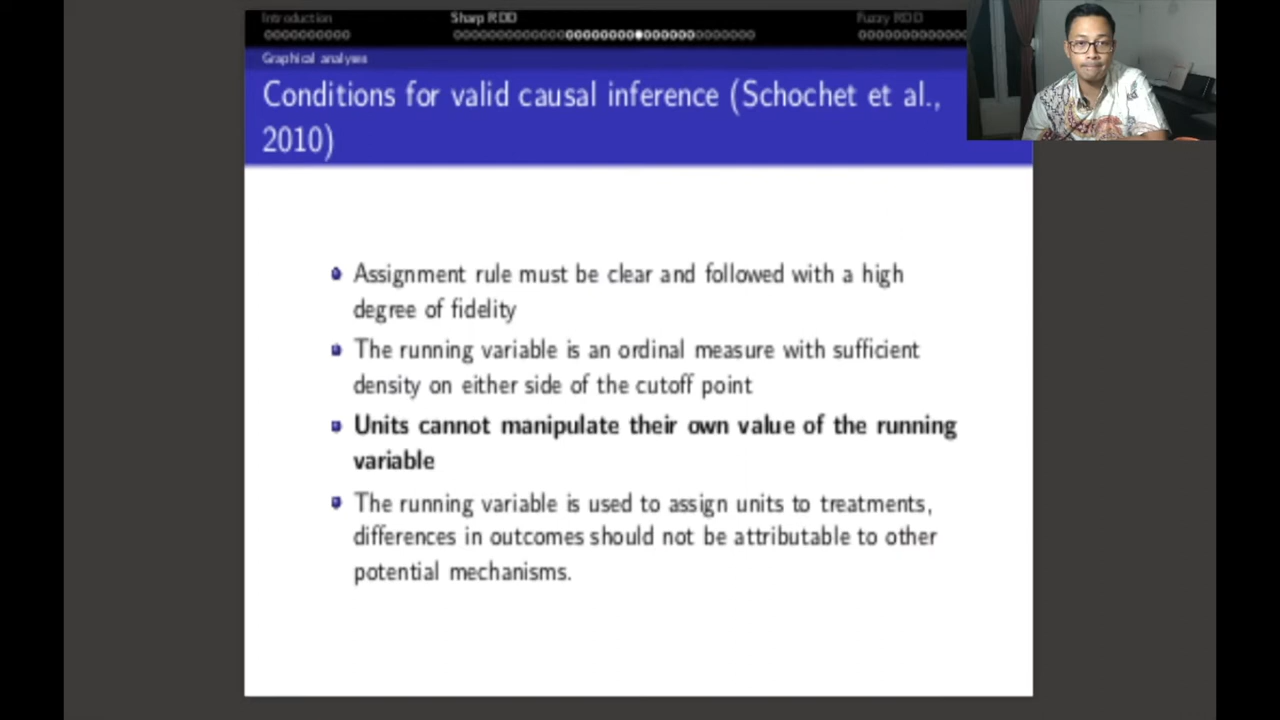 Introduction
Sharp RDD
Fuzzy RDD
Graphical analyses
Conditions for valid causal inference (Schochet et al.,
2010)
Assignment rule must be clear and followed with a high
degree of fidelity
The running variable is an ordinal measure with sufficient
density on either side of the cutoff point
Units cannot manipulate their own value of the running
variable
The running variable is used to assign units to treatments,
differences in outcomes should not be attributable to other
potential mechanisms.